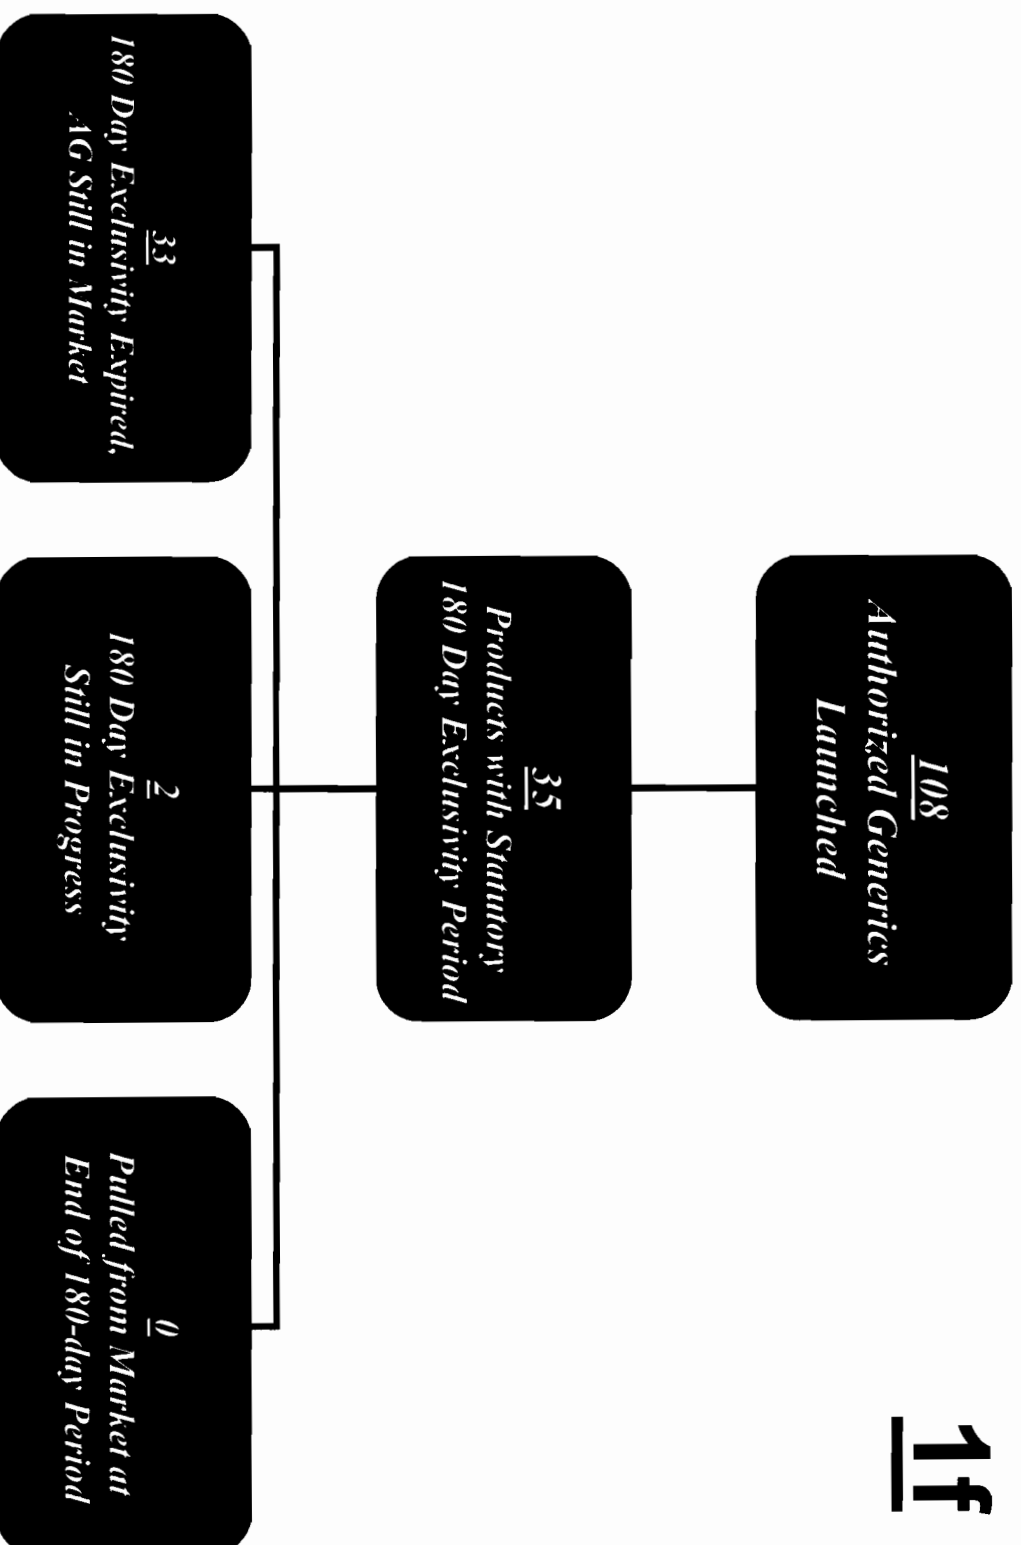 1f
108
Authorized Generics
Launched
35
Products with Statutory
180 Day Exclusivity Period
33
180 Day Exclusivity Expired,
AG Still in Market
2
180 Day Exclusivity
Still in Progress
0
Pulled from Market at
End of 180-day Period